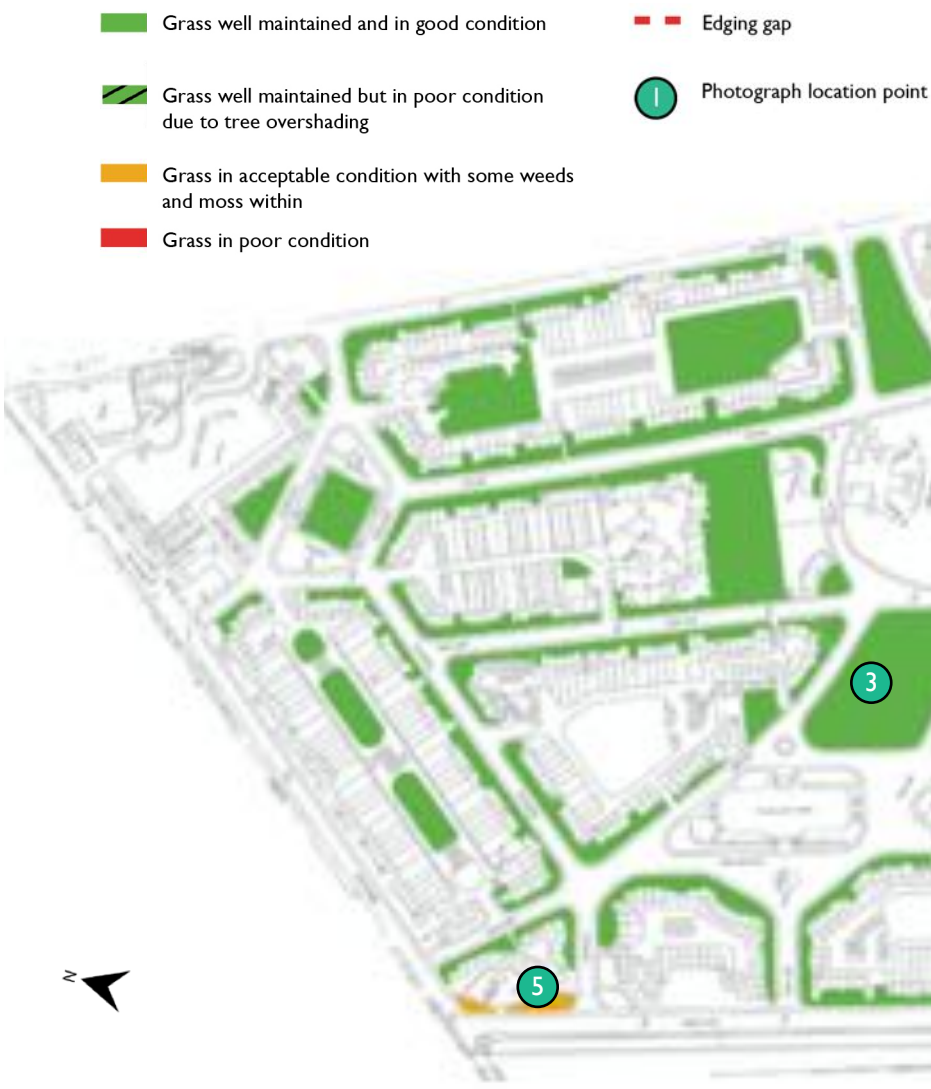 Grass well maintained and in good condition
Edging gap
Grass well maintained but in poor condition
due to tree overshading
1
Photograph location point
Grass in acceptable condition with some weeds
and moss within
Grass in poor condition
3
N
5